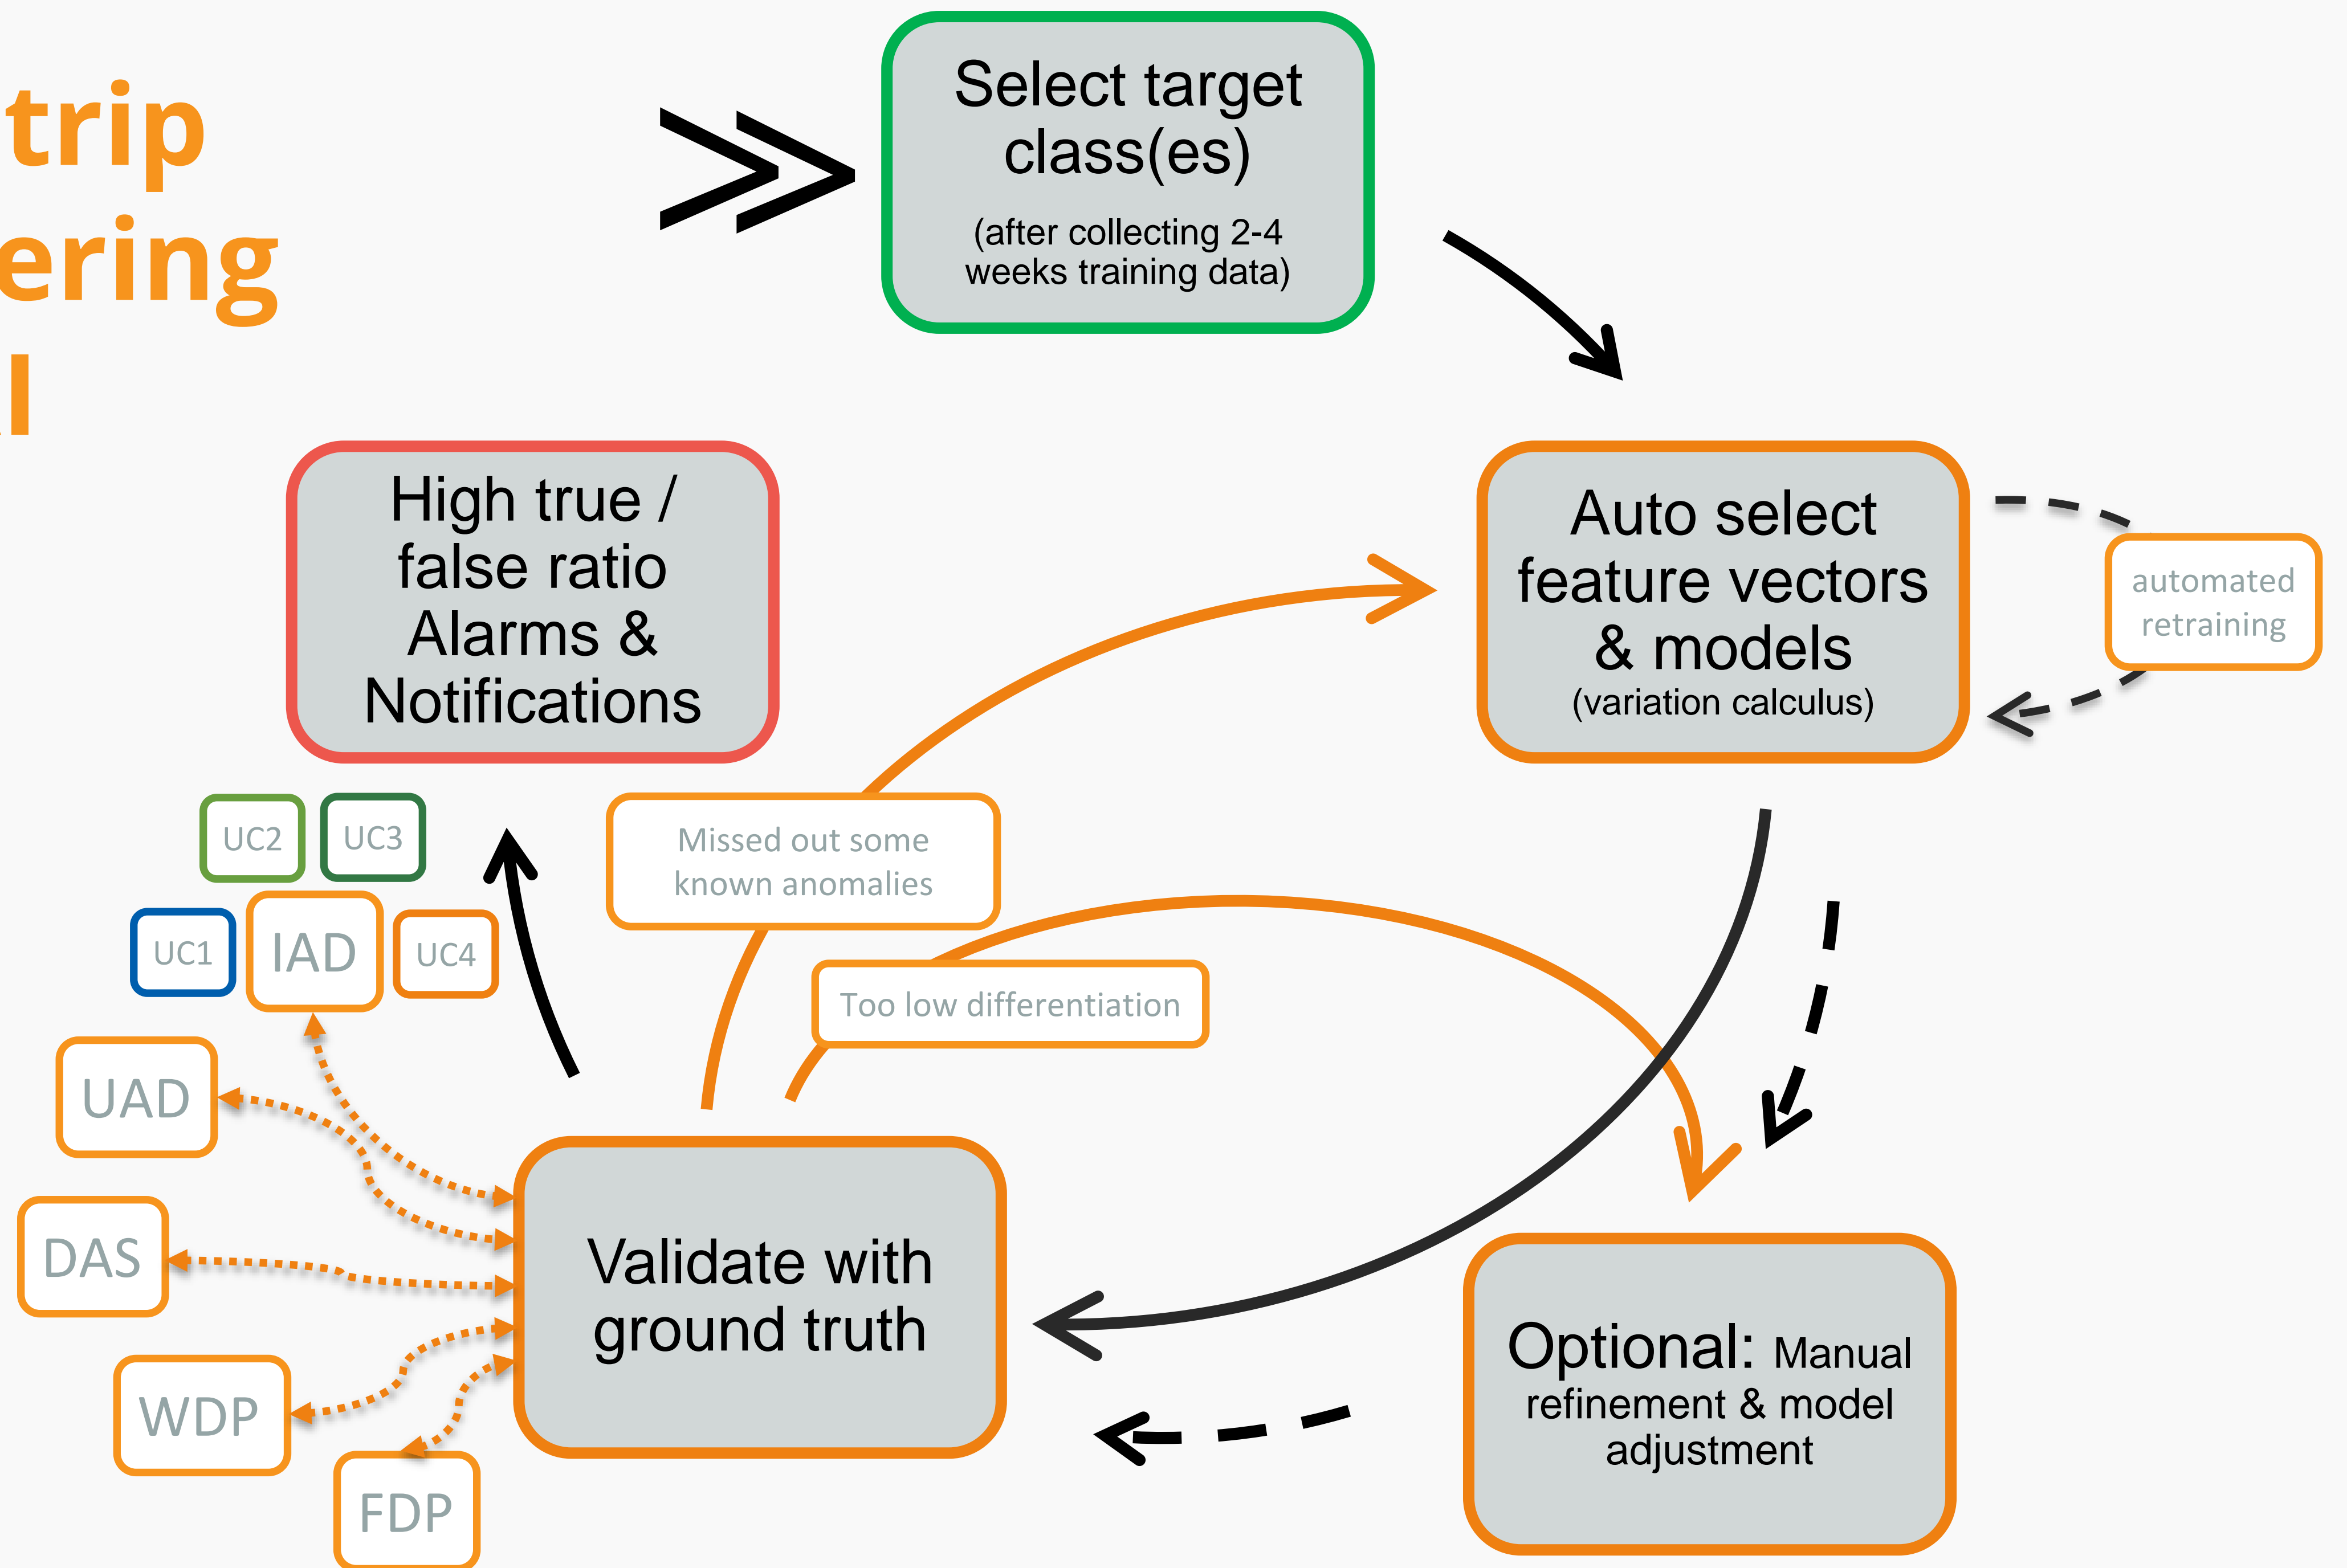 trip
ering
I
Select target
class(es)
(after collecting 2-4
weeks training data)
High true /
false ratio
Alarms &
Notifications
Auto select
feature vectors
& models
(variation calculus)
automated
retraining
UC2
UC3
Missed out some
known anomalies
UC1
IAD
UC4
Too low differentiation
UAD
DAS
Validate with
ground truth
Optional: Manual
refinement & model
adjustment
WDP
FDP